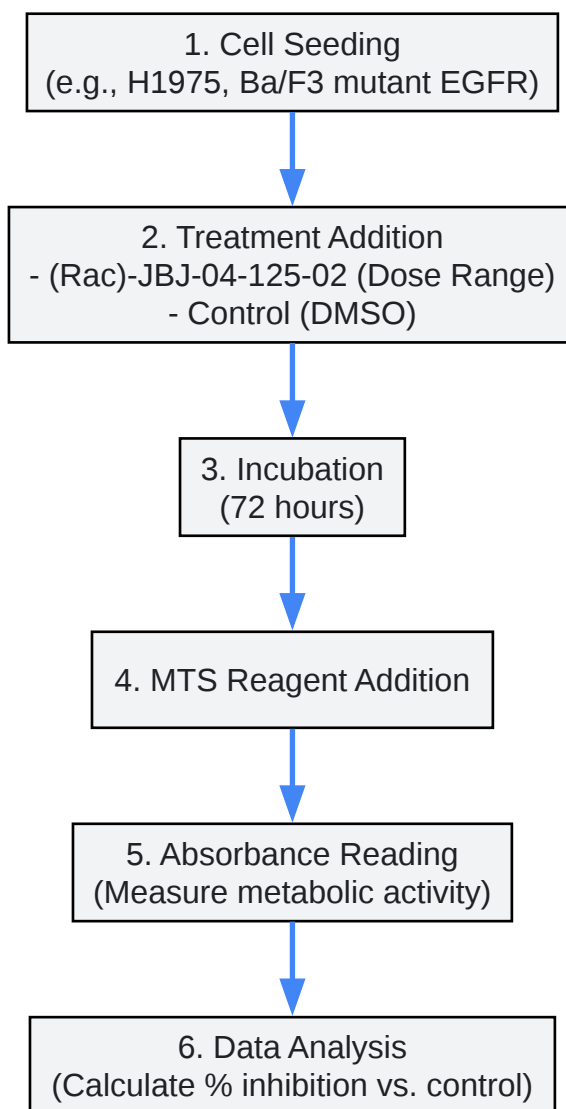 1. Cell Seeding
(e.g., H1975, Ba/F3 mutant EGFR)
2. Treatment Addition
- (Rac)-JBJ-04-125-02 (Dose Range)
- Control (DMSO)
3. Incubation
(72 hours)
4. MTS Reagent Addition
5. Absorbance Reading
(Measure metabolic activity)
6. Data Analysis
(Calculate % inhibition vs. control)